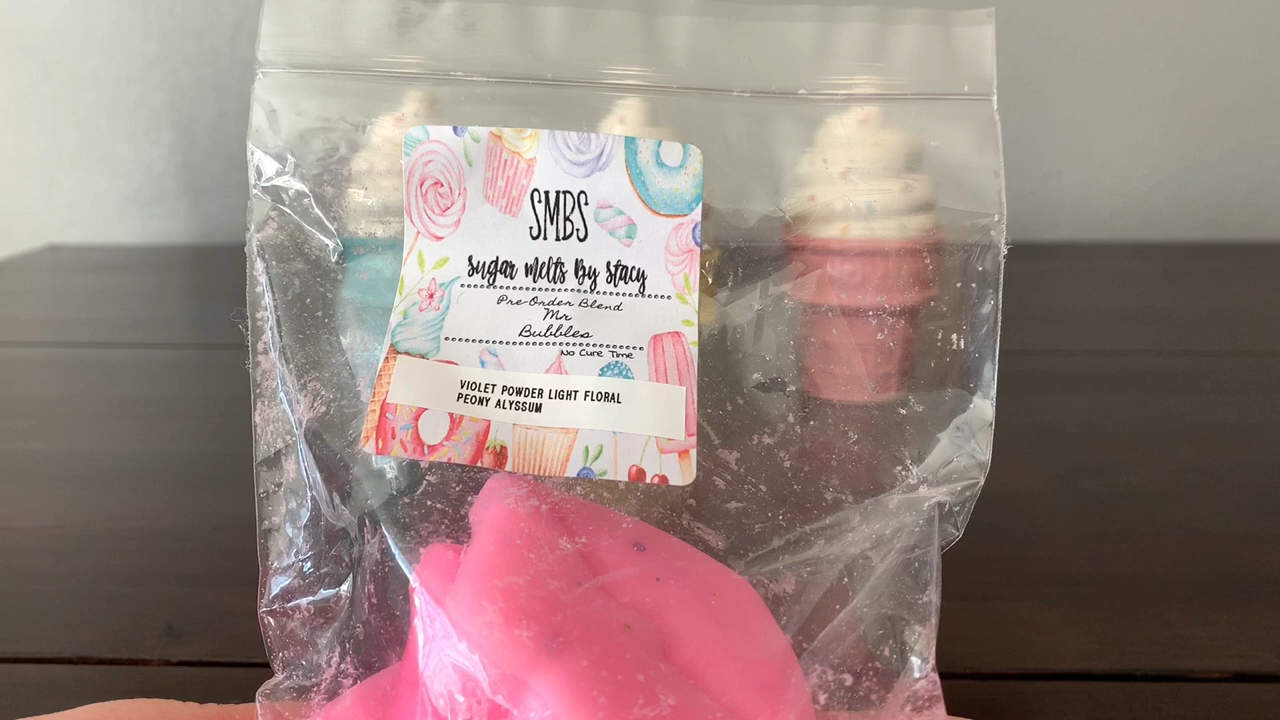 SMBS
Sugar Melts By Stacy
Pre-Order Blend
Mr
Bubbles
No Cure Time
VIOLET POWDER LIGHT FLORAL
PEONY ALYSSUM